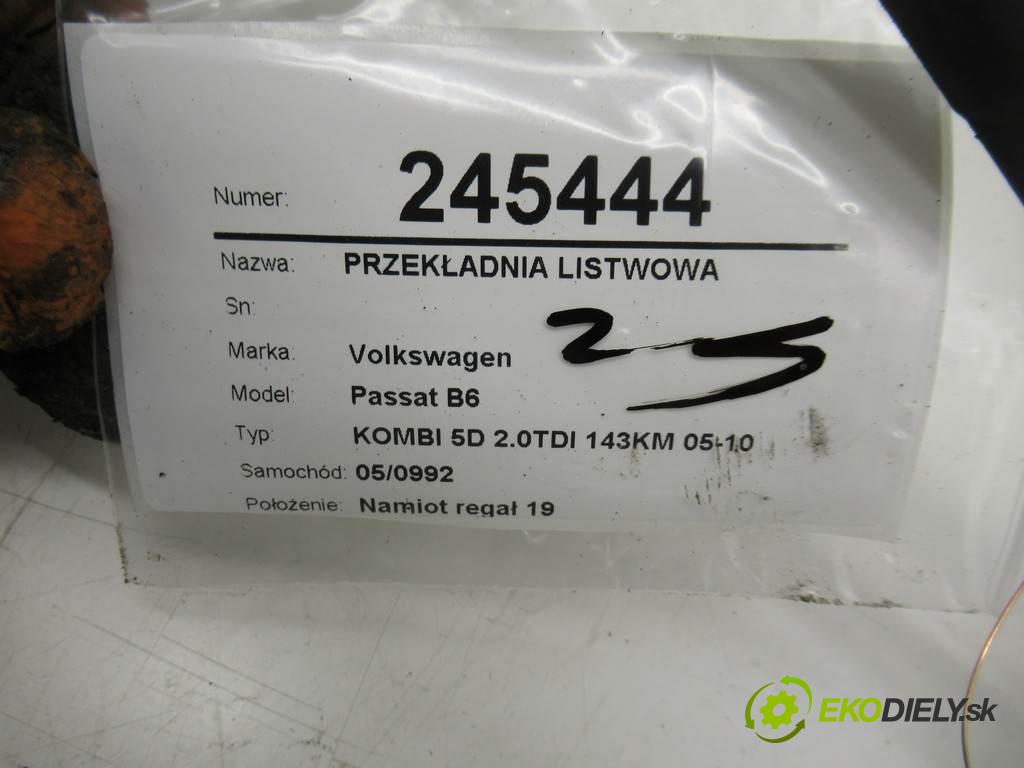 Numer: 245444
Nazwa: PRZEKŁADNIA LISTWOWA
Sn:
Marka: Volkswagen
Model: Passat B6
Typ: KOMBI 5D 2.0TDI 143KM 05-10
Samochód: 05/0992
Położenie: Namiot regał 19
EKODIELY.sk